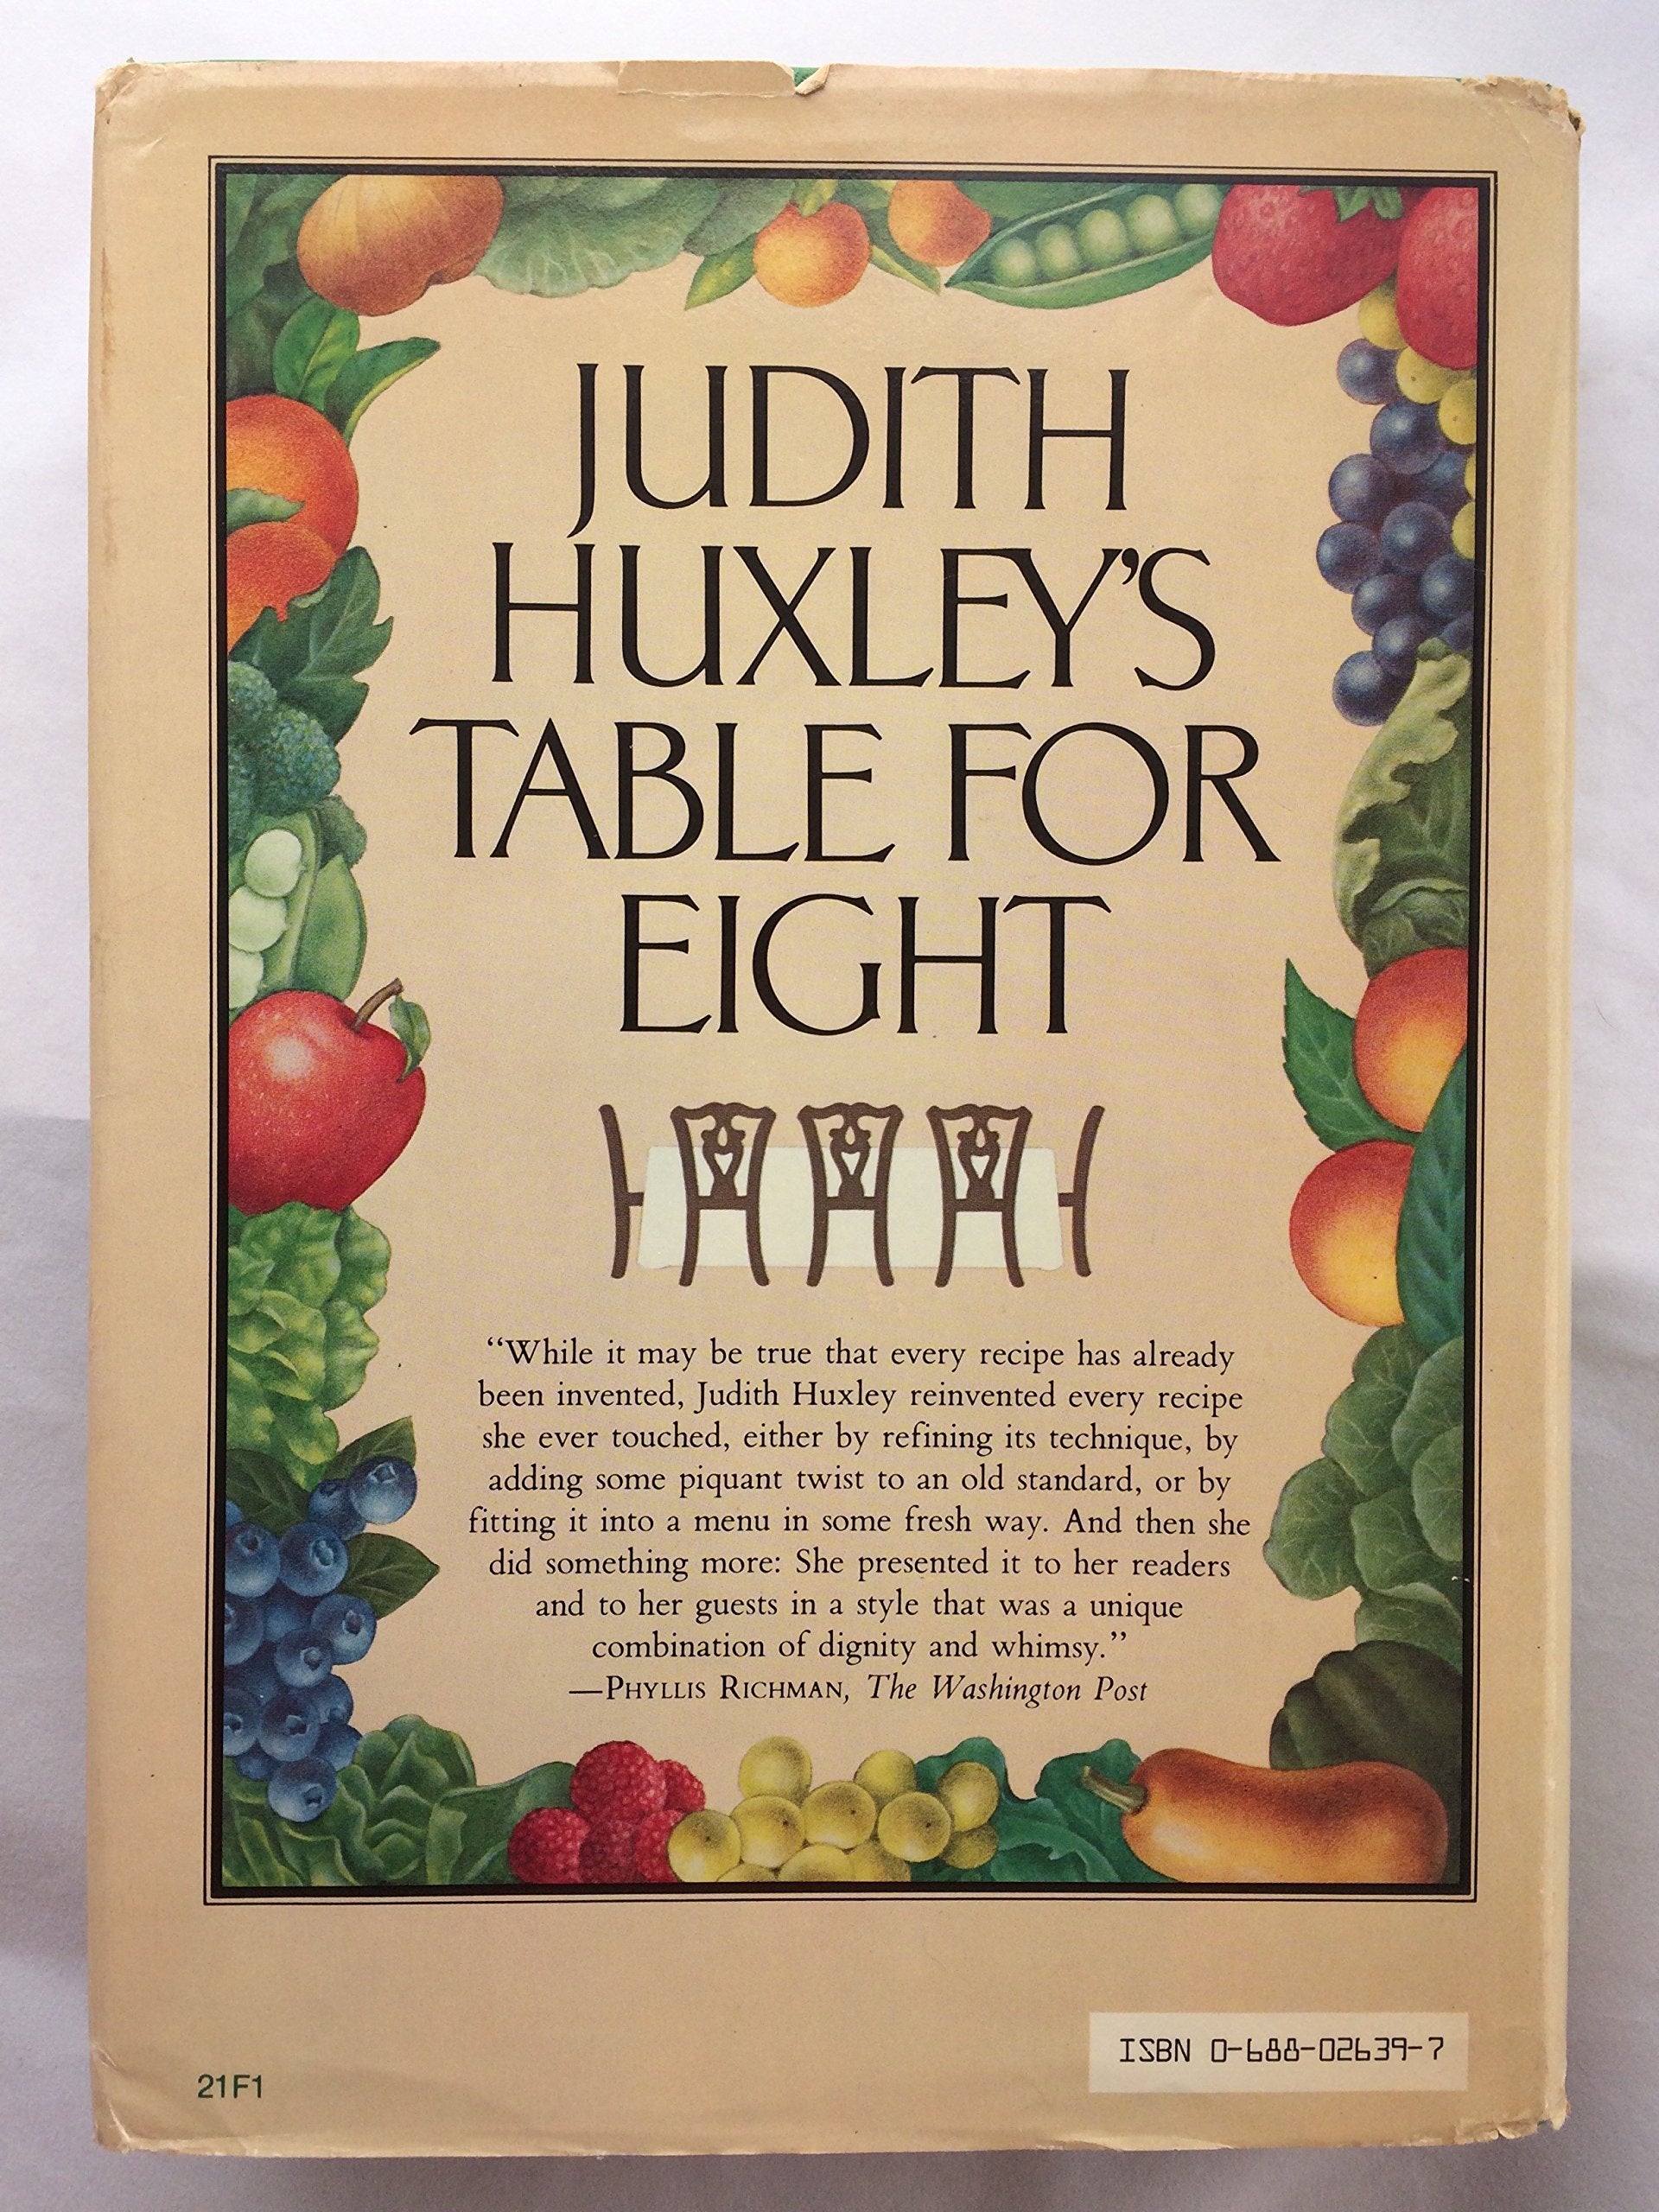 JUDITH
HUXLEY'S
TABLE FOR
EIGHT
“While it may be true that every recipe has already
been invented, Judith Huxley reinvented every recipe
she ever touched, either by refining its technique, by
adding some piquant twist to an old standard, or by
fitting it into a menu in some fresh way. And then she
did something more: She presented it to her readers
and to her guests in a style that was a unique
combination of dignity and whimsy.”
—PHYLLIS RICHMAN, The Washington Post
ISBN 0-688-02639-7
21F1